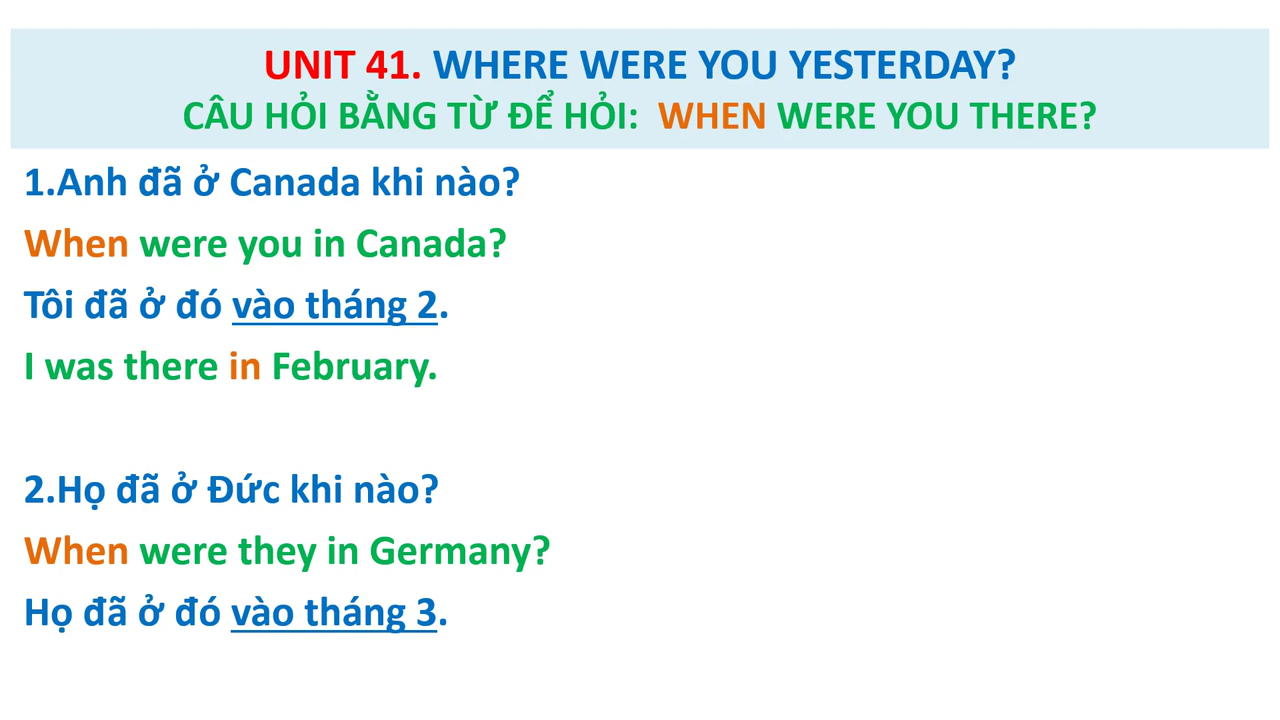 UNIT 41. WHERE WERE YOU YESTERDAY?
CÂU HỎI BẰNG TỪ ĐỂ HỎI: WHEN WERE YOU THERE?
1.Anh đã ở Canada khi nào?
When were you in Canada?
Tôi đã ở đó vào tháng 2.
I was there in February.
2.Họ đã ở Đức khi nào?
When were they in Germany?
Họ đã ở đó vào tháng 3.